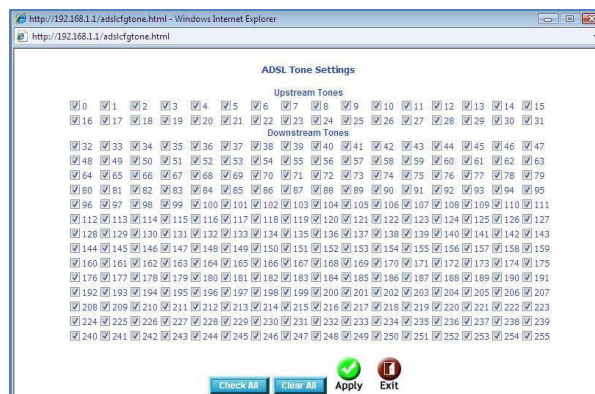 http://192.168.1.1/adslcfgtone.html - Windows Internet Explorer
http://192.168.1.1/adslcfgtone.html
ADSL Tone Settings
Upstream Tones
0 1 2 3 4 5 6 7 8 9 10 11 12 13 14 15
16 17 18 19 20 21 22 23 24 25 26 27 28 29 30 31
Downstream Tones
32 33 34 35 36 37 38 39 40 41 42 43 44 45 46 47
48 49 50 51 52 53 54 55 56 57 58 59 60 61 62 63
64 65 66 67 68 69 70 71 72 73 74 75 76 77 78 79
80 81 82 83 84 85 86 87 88 89 90 91 92 93 94 95
96 97 98 99 100 101 102 103 104 105 106 107 108 109 110 111
112 113 114 115 116 117 118 119 120 121 122 123 124 125 126 127
128 129 130 131 132 133 134 135 136 137 138 139 140 141 142 143
144 145 146 147 148 149 150 151 152 153 154 155 156 157 158 159
160 161 162 163 164 165 166 167 168 169 170 171 172 173 174 175
176 177 178 179 180 181 182 183 184 185 186 187 188 189 190 191
192 193 194 195 196 197 198 199 200 201 202 203 204 205 206 207
208 209 210 211 212 213 214 215 216 217 218 219 220 221 222 223
224 225 226 227 228 229 230 231 232 233 234 235 236 237 238 239
240 241 242 243 244 245 246 247 248 249 250 251 252 253 254 255
Check All Clear All Apply Exit